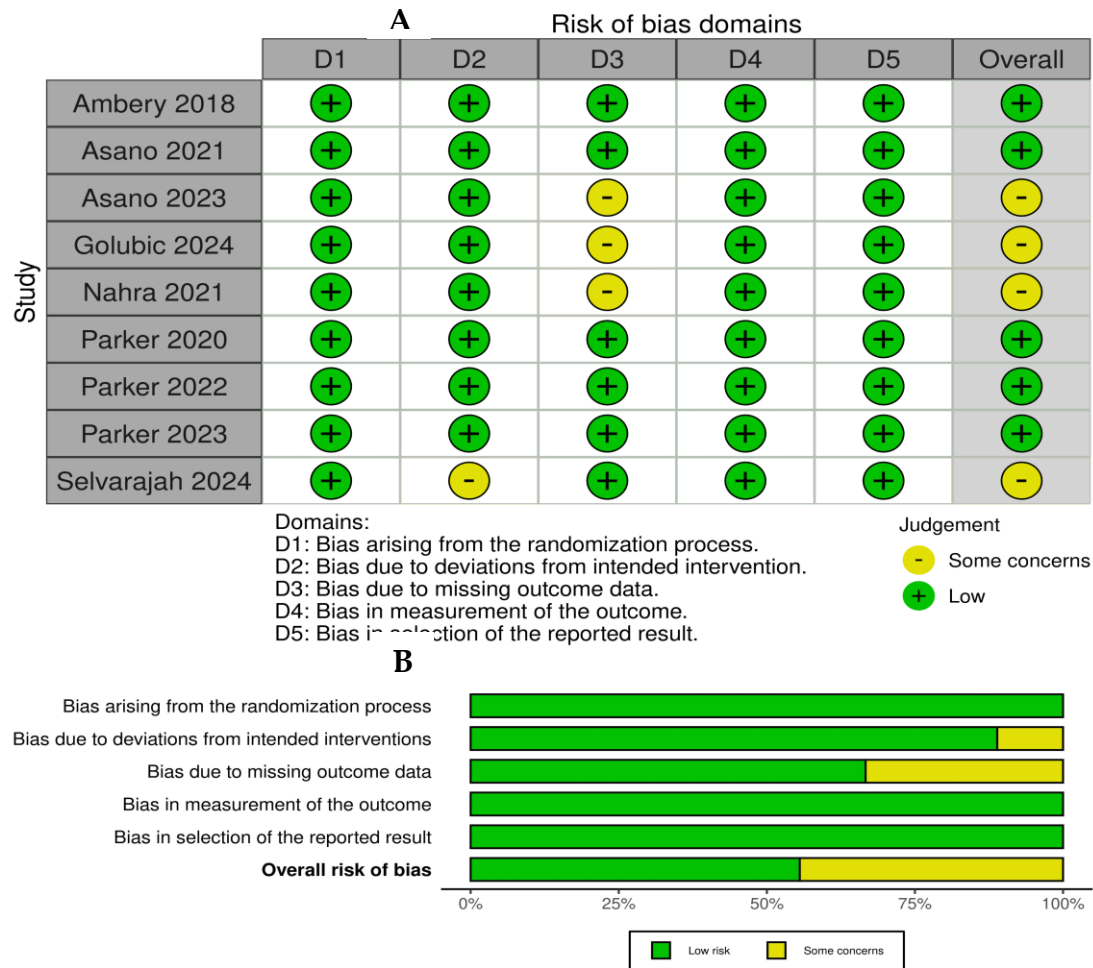 A
Risk of bias domains
D1 D2 D3 D4 D5 Overall
Study
Ambery 2018 + + + + + +
Asano 2021 + + + + + +
Asano 2023 + + - + + -
Golubic 2024 + + - + + -
Nahra 2021 + + - + + -
Parker 2020 + + + + + +
Parker 2022 + + + + + +
Parker 2023 + + + + + +
Selvarajah 2024 + - + + + -
Domains:
D1: Bias arising from the randomization process.
D2: Bias due to deviations from intended intervention.
D3: Bias due to missing outcome data.
D4: Bias in measurement of the outcome.
D5: Bias in selection of the reported result.
Judgement
- Some concerns
+ Low
B
Bias arising from the randomization process
Bias due to deviations from intended interventions
Bias due to missing outcome data
Bias in measurement of the outcome
Bias in selection of the reported result
Overall risk of bias
0% 25% 50% 75% 100%
Low risk Some concerns